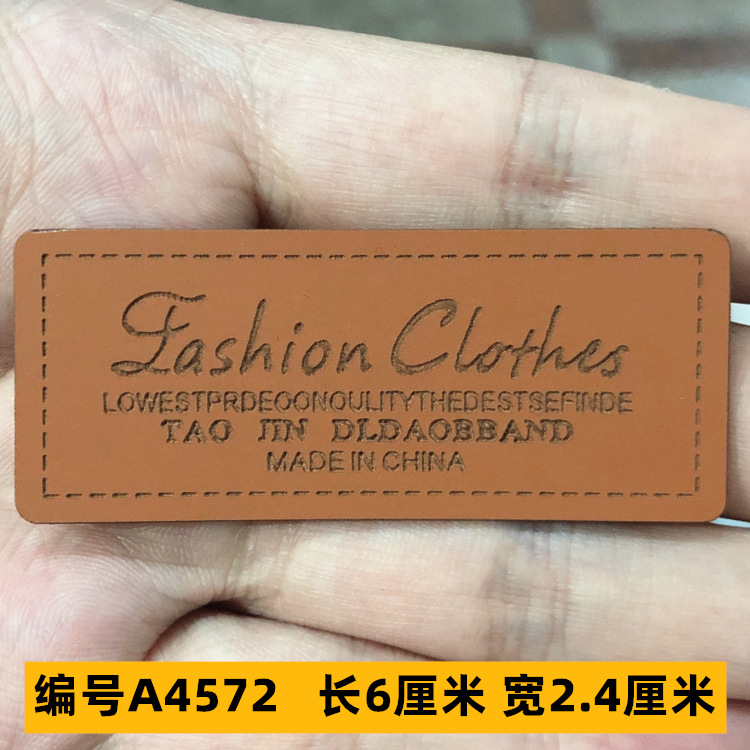 Fashion Clothes
LOWESTPRDEOONOULITYTHEDESTSEFINDE
TAO JIN DLDAOBBAND
MADE IN CHINA
编号A4572 长6厘米 宽2.4厘米